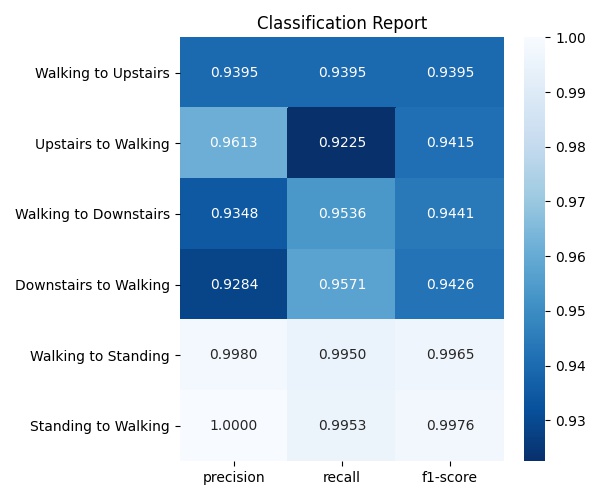 Classification Report
Walking to Upstairs 0.9395 0.9395 0.9395
Upstairs to Walking 0.9613 0.9225 0.9415
Walking to Downstairs 0.9348 0.9536 0.9441
Downstairs to Walking 0.9284 0.9571 0.9426
Walking to Standing 0.9980 0.9950 0.9965
Standing to Walking 1.0000 0.9953 0.9976
precision recall f1-score
1.00
0.99
0.98
0.97
0.96
0.95
0.94
0.93